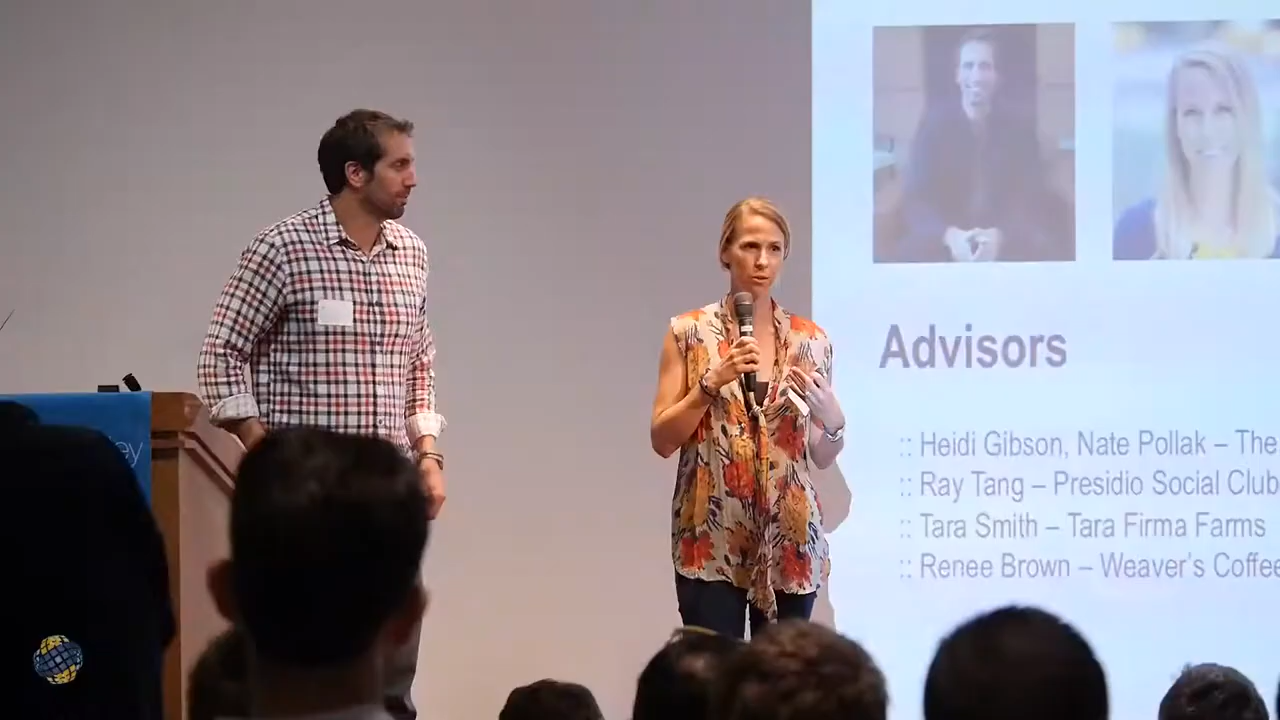 Advisors
:: Heidi Gibson, Nate Pollak – The
:: Ray Tang – Presidio Social Club
:: Tara Smith – Tara Firma Farms
:: Renee Brown – Weaver's Coffee
ey